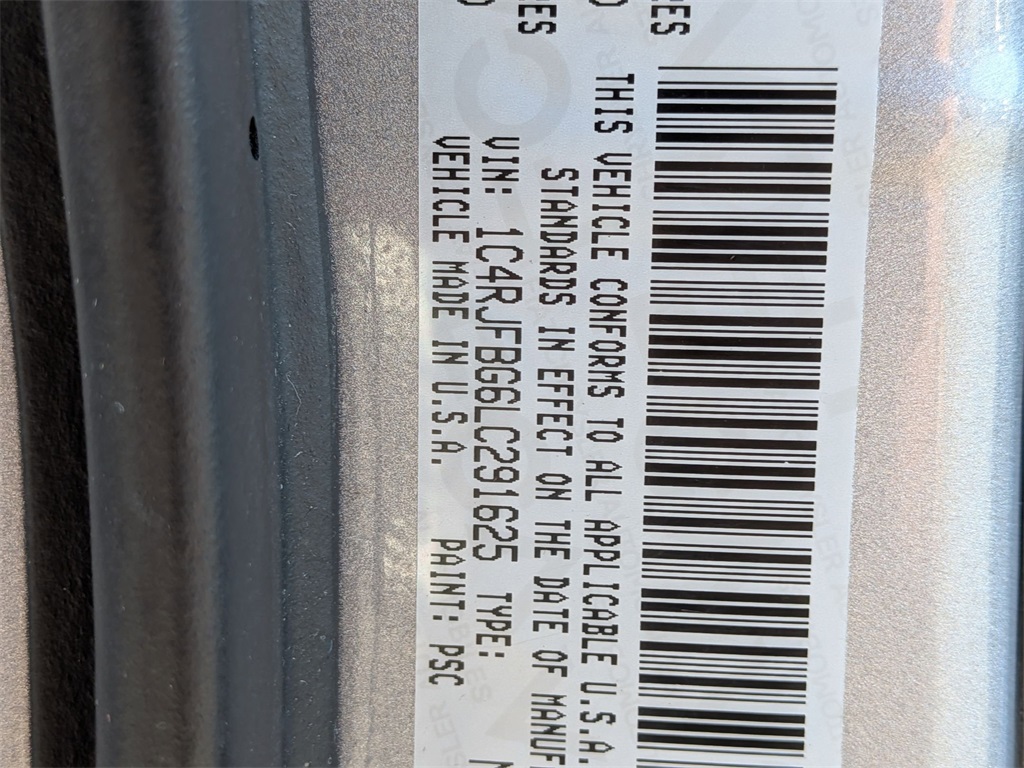 THIS VEHICLE CONFORMS TO ALL APPLICABLE U.S.A.
STANDARDS IN EFFECT ON THE DATE OF MANUF
VIN: 1C4RJFBG6LC291625 TYPE:
VEHICLE MADE IN U.S.A. PAINT: PSC